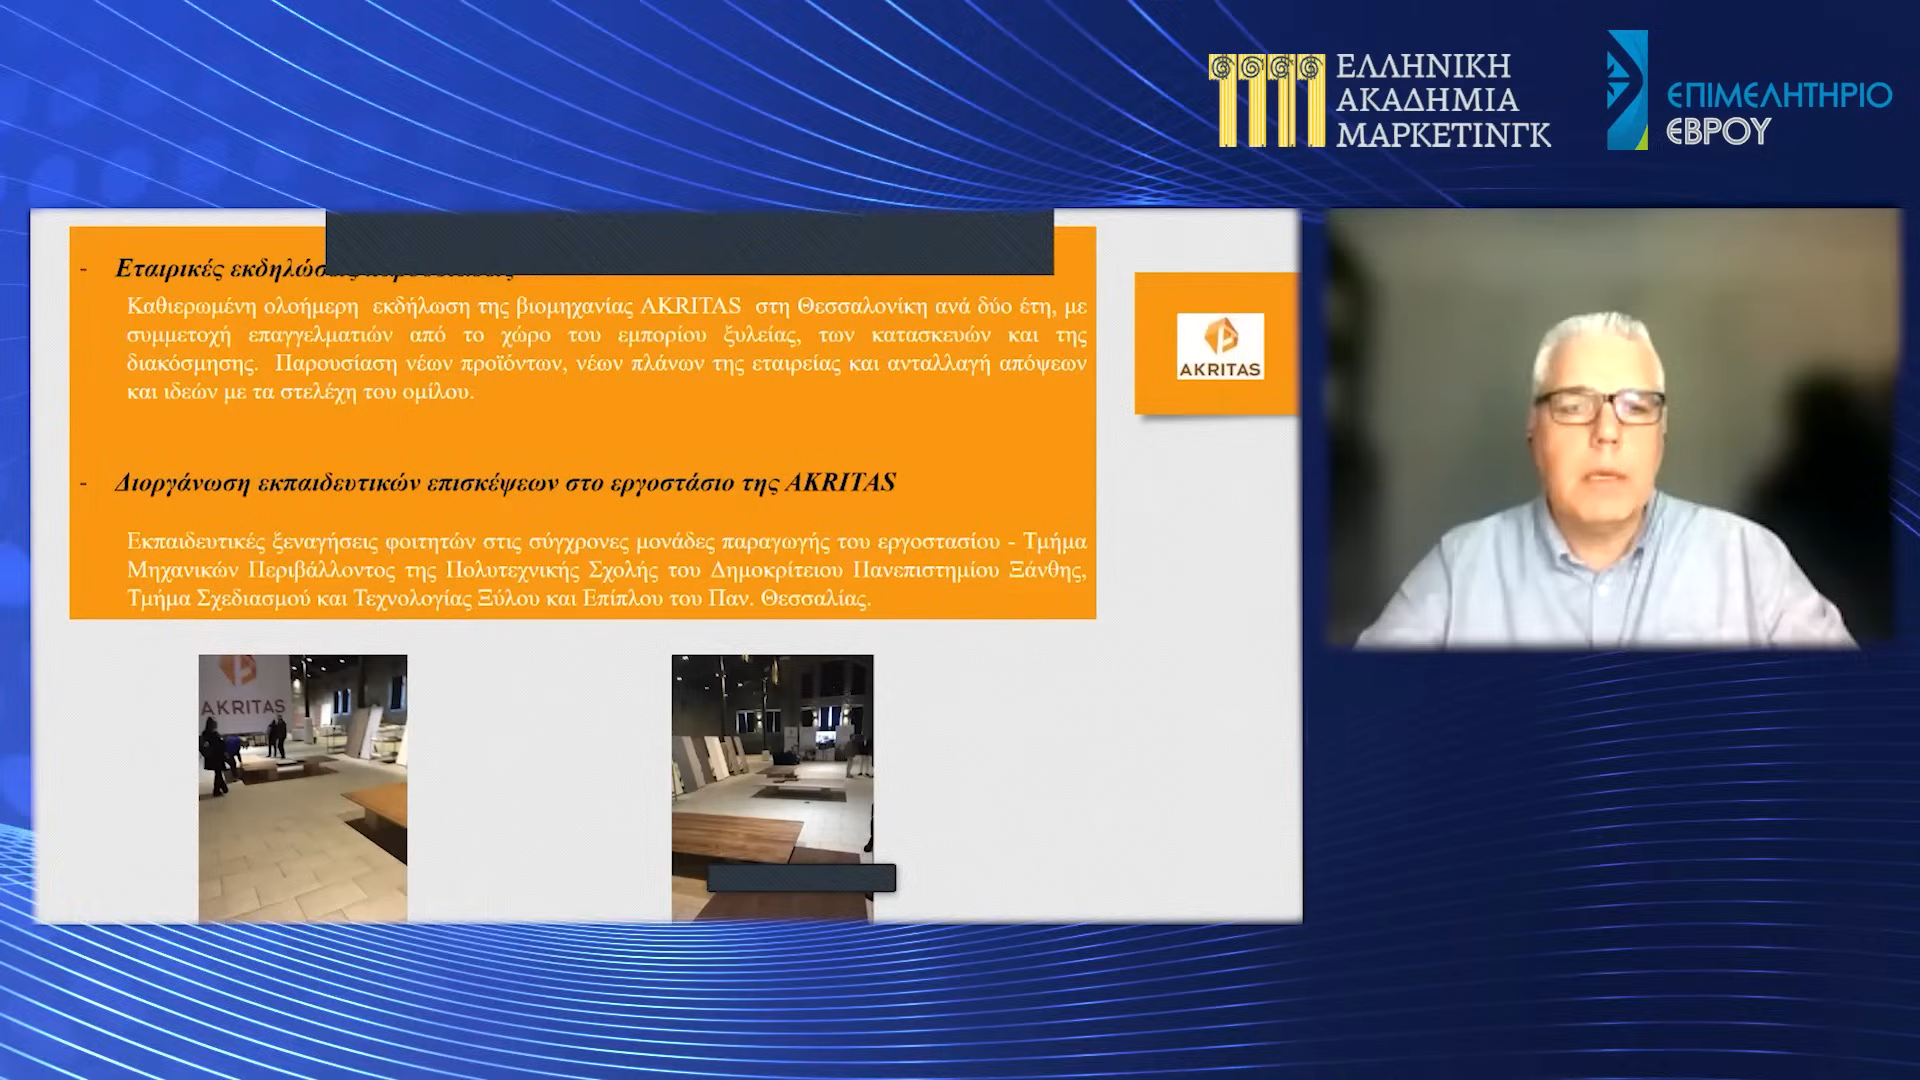 ΕΛΛΗΝΙΚΗ
ΑΚΑΔΗΜΙΑ
ΜΑΡΚΕΤΙΝΓΚ
ΕΠΙΜΕΛΗΤΗΡΙΟ
ΕΒΡΟΥ
- Εταιρικές
Καθιερωμένη ολοήμερη εκδήλωση της βιομηχανίας AKRITAS στη Θεσσαλονίκη ανά δύο έτη, με
συμμετοχή επαγγελματιών από το χώρο του εμπορίου ξυλείας, των κατασκευών και της
διακόσμησης. Παρουσίαση νέων προϊόντων, νέων πλάνων της εταιρείας και ανταλλαγή απόψεων
και ιδεών με τα στελέχη του ομίλου.
- Διοργάνωση εκπαιδευτικών επισκέψεων στο εργοστάσιο της AKRITAS
Εκπαιδευτικές ξεναγήσεις φοιτητών στις σύγχρονες μονάδες παραγωγής του εργοστασίου - Τμήμα
Μηχανικών Περιβάλλοντος της Πολυτεχνικής Σχολής του Δημοκρίτειου Πανεπιστημίου Ξάνθης,
Τμήμα Σχεδιασμού και Τεχνολογίας Ξύλου και Επίπλου του Παν. Θεσσαλίας.
AKRITAS
AKRITAS